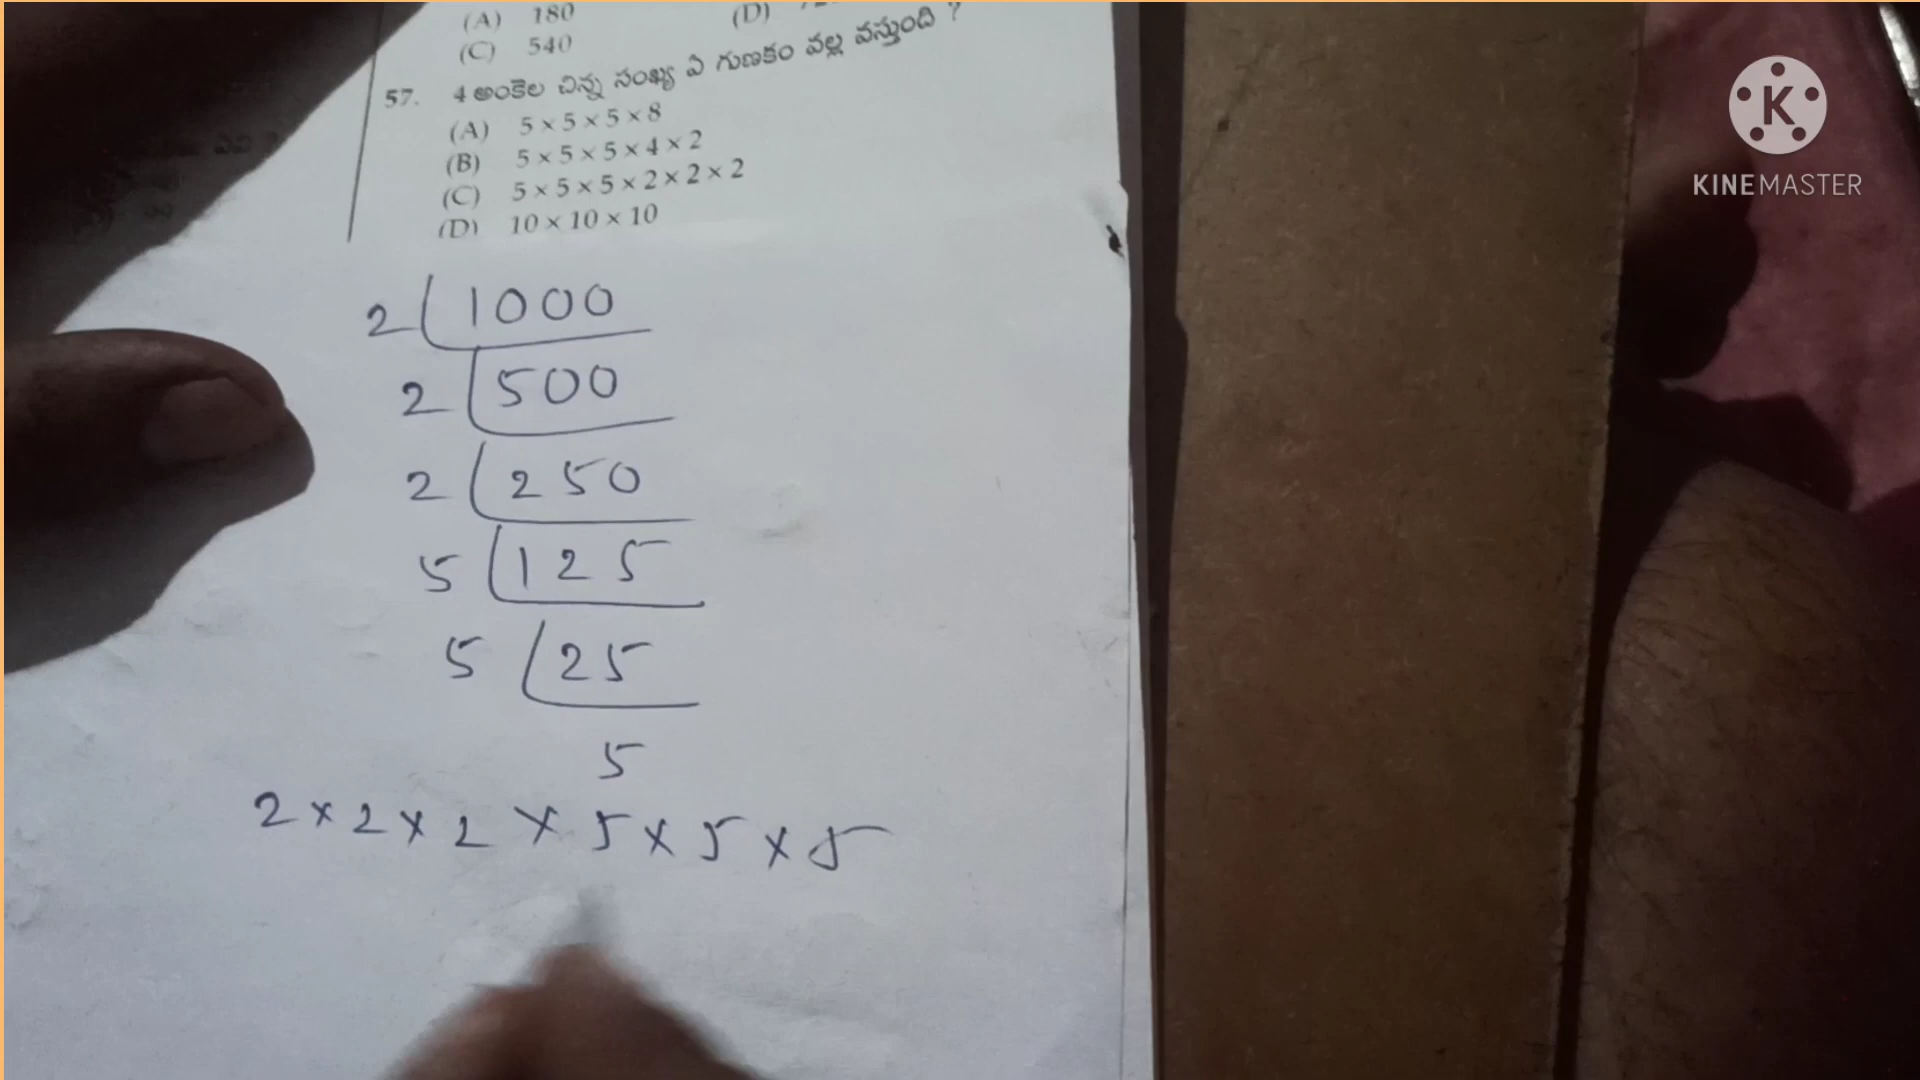 (A) 180
(D)
(C) 540
57. 4 అంకెల చిన్న సంఖ్య ఏ గుణకం వల్ల వస్తుంది ?
(A) 5 × 5 × 5 × 8
(B) 5 × 5 × 5 × 4 × 2
(C) 5 × 5 × 5 × 2 × 2 × 2
(D) 10 × 10 × 10
2 1000
2 500
2 250
5 125
5 25
5
2 × 2 × 2 × 5 × 5 × 5
K
KINEMASTER